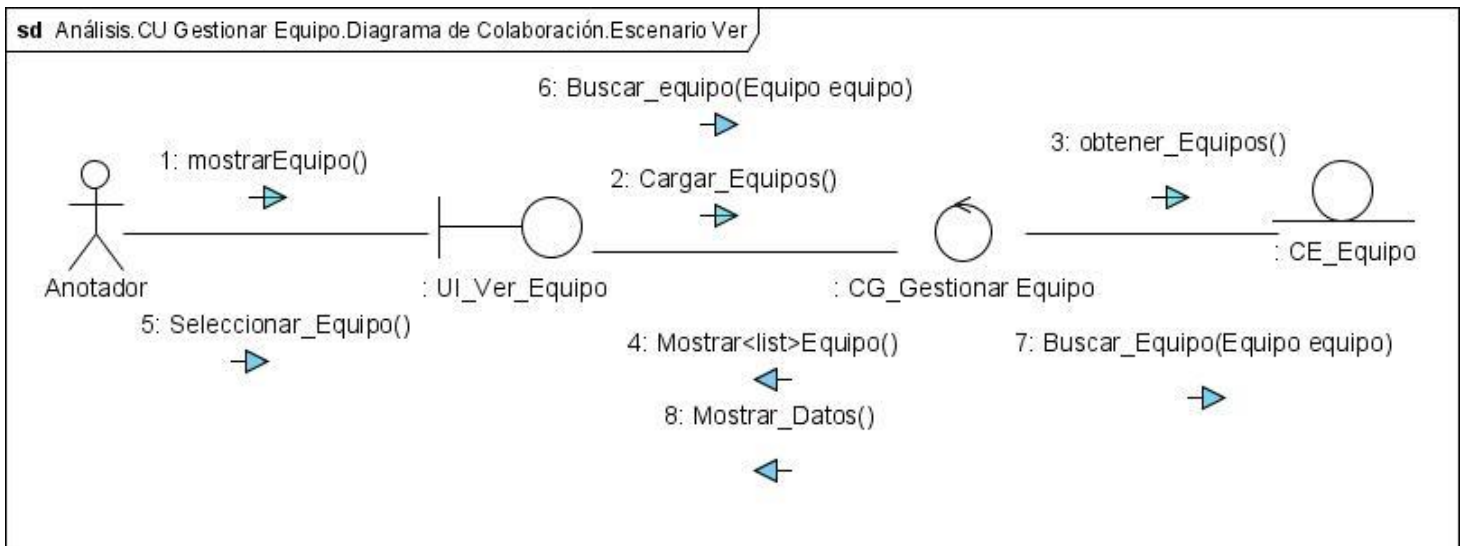 sd Análisis.CU Gestionar Equipo.Diagrama de Colaboración.Escenario Ver
6: Buscar_equipo(Equipo equipo)
3: obtener_Equipos()
1: mostrarEquipo()
2: Cargar_Equipos()
: CE_Equipo
Anotador
: UI_Ver_Equipo
: CG_Gestionar Equipo
5: Seleccionar_Equipo()
4: Mostrar<list>Equipo()
7: Buscar_Equipo(Equipo equipo)
8: Mostrar_Datos()